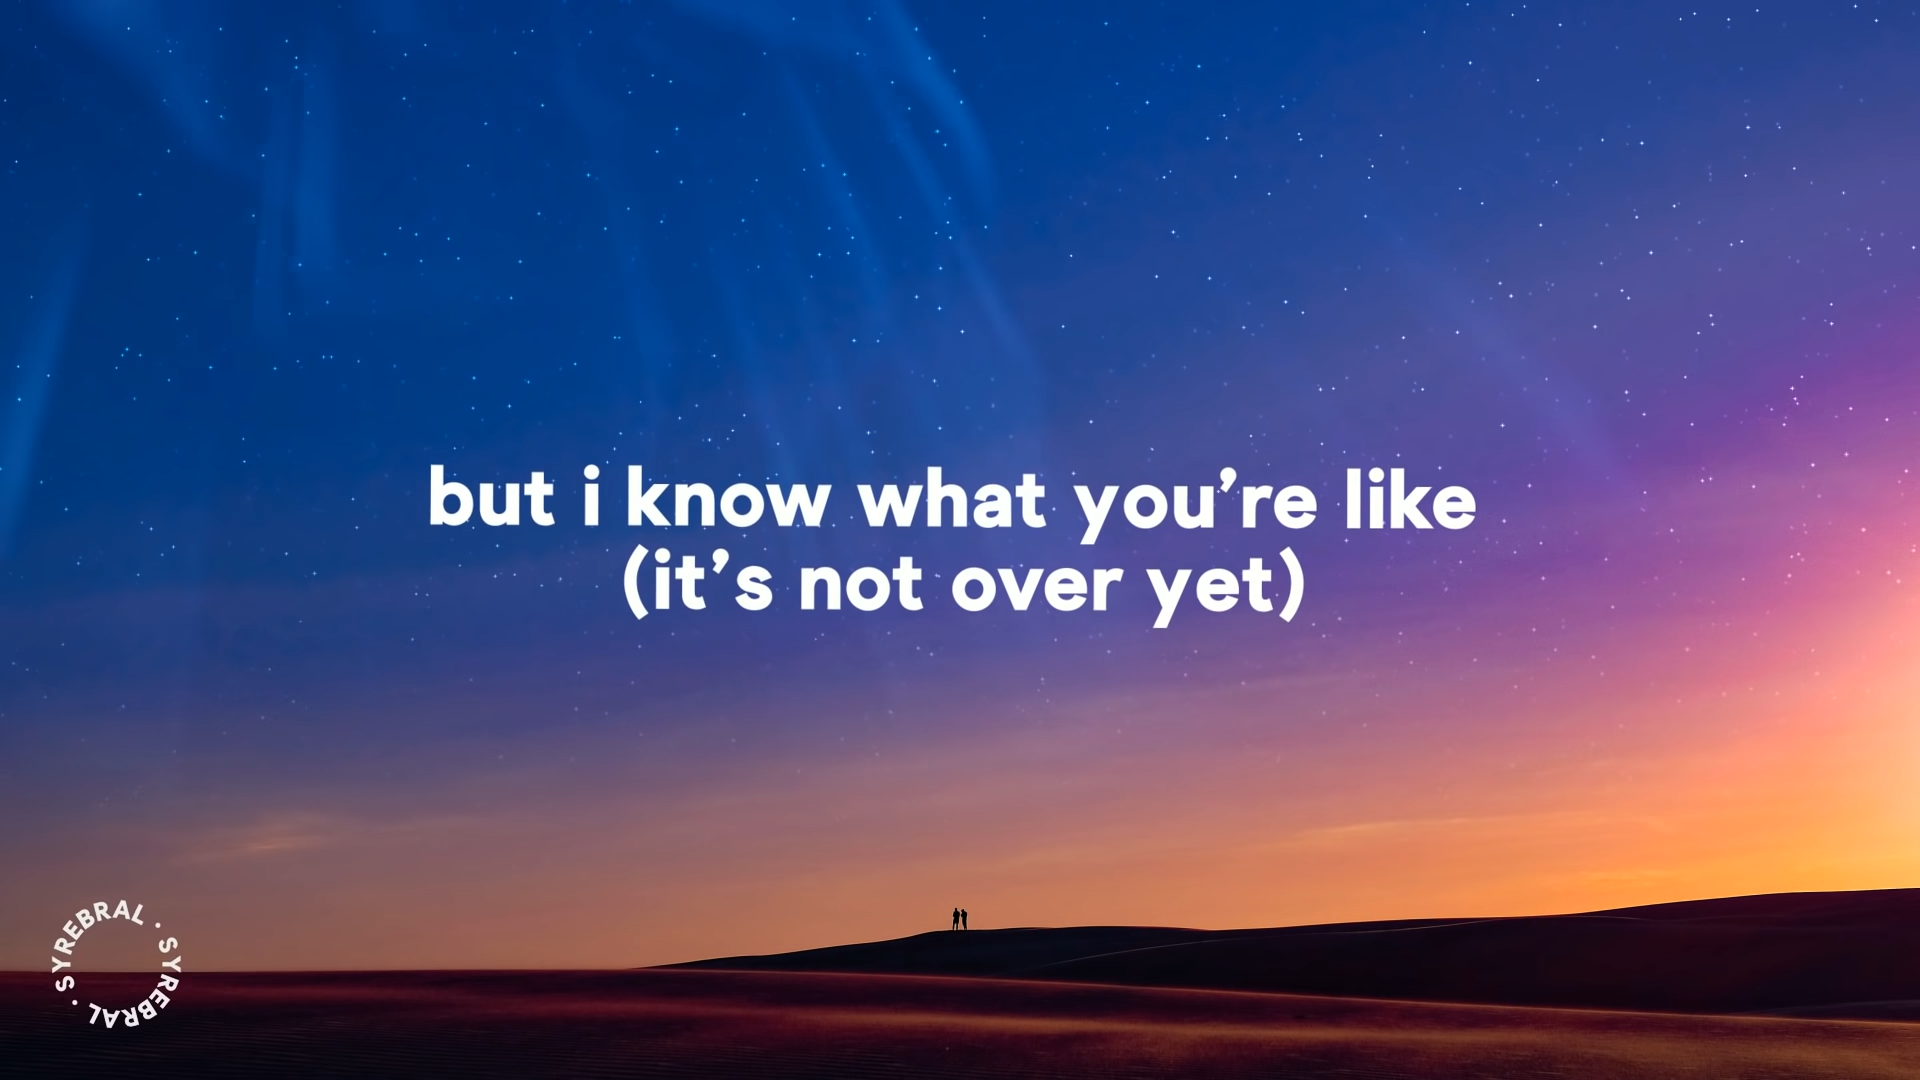 but i know what you’re like
(it’s not over yet)
SYREBRAL · SYREBRAL ·